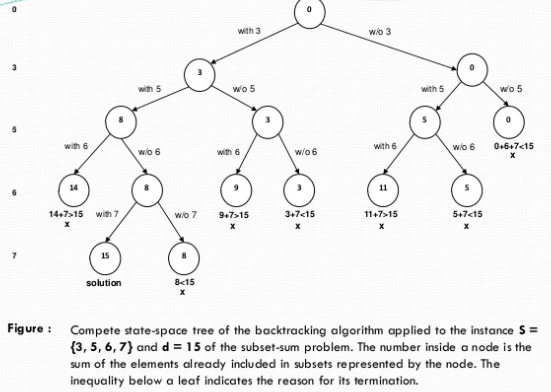 0
0
with 3
w/o 3
3
3
0
with 5
w/o 5
with 5
w/o 5
5
8
3
5
0
with 6
w/o 6
with 6
w/o 6
with 6
w/o 6
0+6+7<15
X
6
14
8
9
3
11
5
14+7>15
X
with 7
w/o 7
9+7>15
X
3+7<15
X
11+7>15
X
5+7<15
X
7
15
8
solution
8<15
X
Figure : Compete state-space tree of the backtracking algorithm applied to the instance S =
{3, 5, 6, 7} and d = 15 of the subset-sum problem. The number inside a node is the
sum of the elements already included in subsets represented by the node. The
inequality below a leaf indicates the reason for its termination.